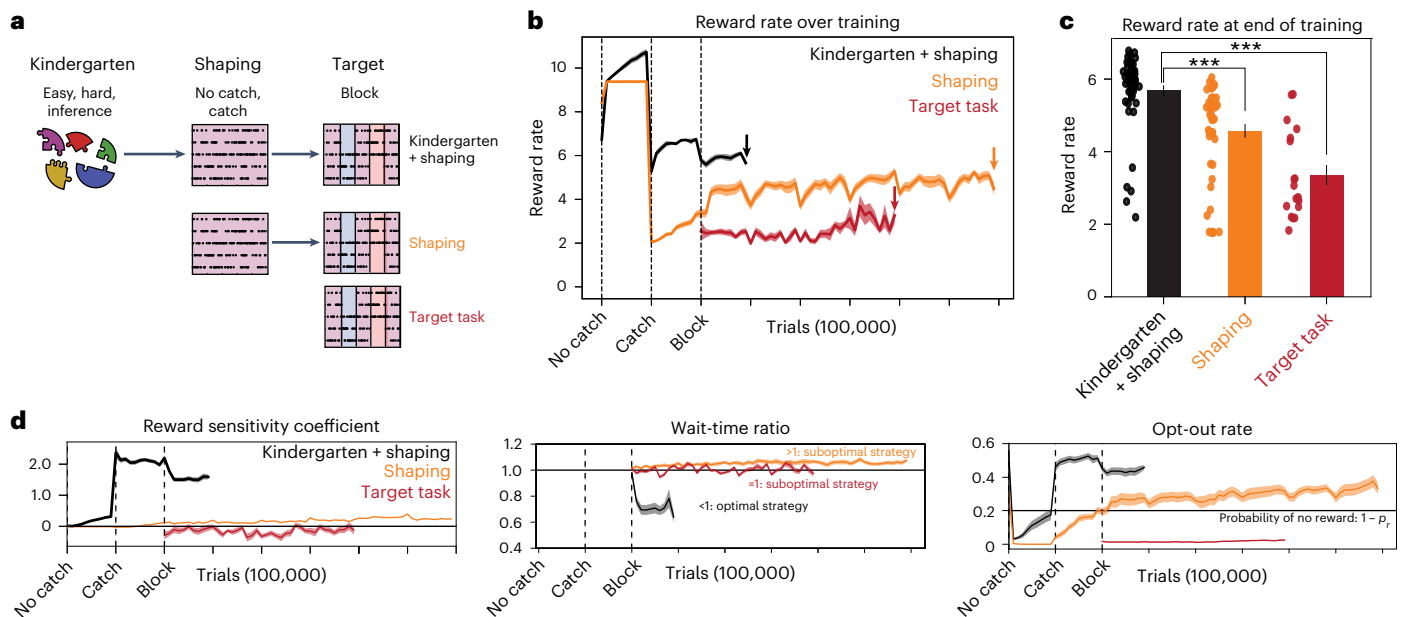 a
Kindergarten
Shaping
Target
Easy, hard,
inference
No catch,
catch
Block
Kindergarten
+ shaping
Shaping
Target task
b
Reward rate over training
Kindergarten + shaping
Shaping
Target task
Reward rate
10
8
6
4
2
0
No catch
Catch
Block
Trials (100,000)
c
Reward rate at end of training
***
***
Reward rate
6
4
2
0
Kindergarten
+ shaping
Shaping
Target task
d
Reward sensitivity coefficient
Kindergarten + shaping
Shaping
Target task
2.0
1.0
0
No catch
Catch
Block
Trials (100,000)
Wait-time ratio
>1: suboptimal strategy
=1: suboptimal strategy
<1: optimal strategy
1.2
1.0
0.8
0.6
0.4
No catch
Catch
Block
Trials (100,000)
Opt-out rate
0.6
0.4
0.2
0
Probability of no reward: 1 – pr
No catch
Catch
Block
Trials (100,000)